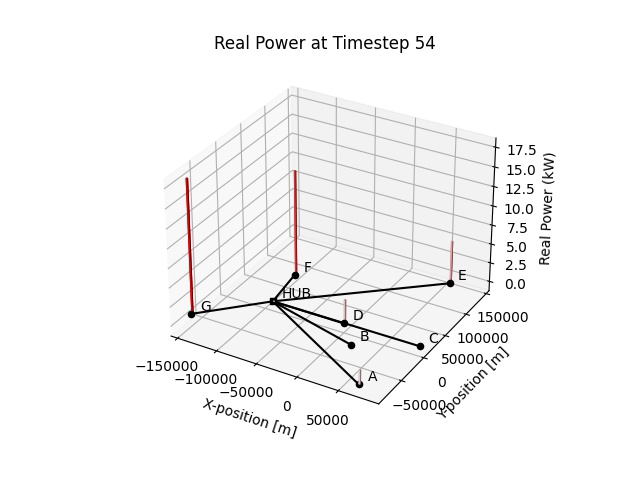 Real Power at Timestep 54
17.5
15.0
12.5
10.0
7.5
5.0
2.5
0.0
Real Power (kW)
F
E
HUB
G
D
B
C
A
150000
100000
50000
0
−50000
Y-position [m]
−150000
−100000
−50000
0
50000
X-position [m]